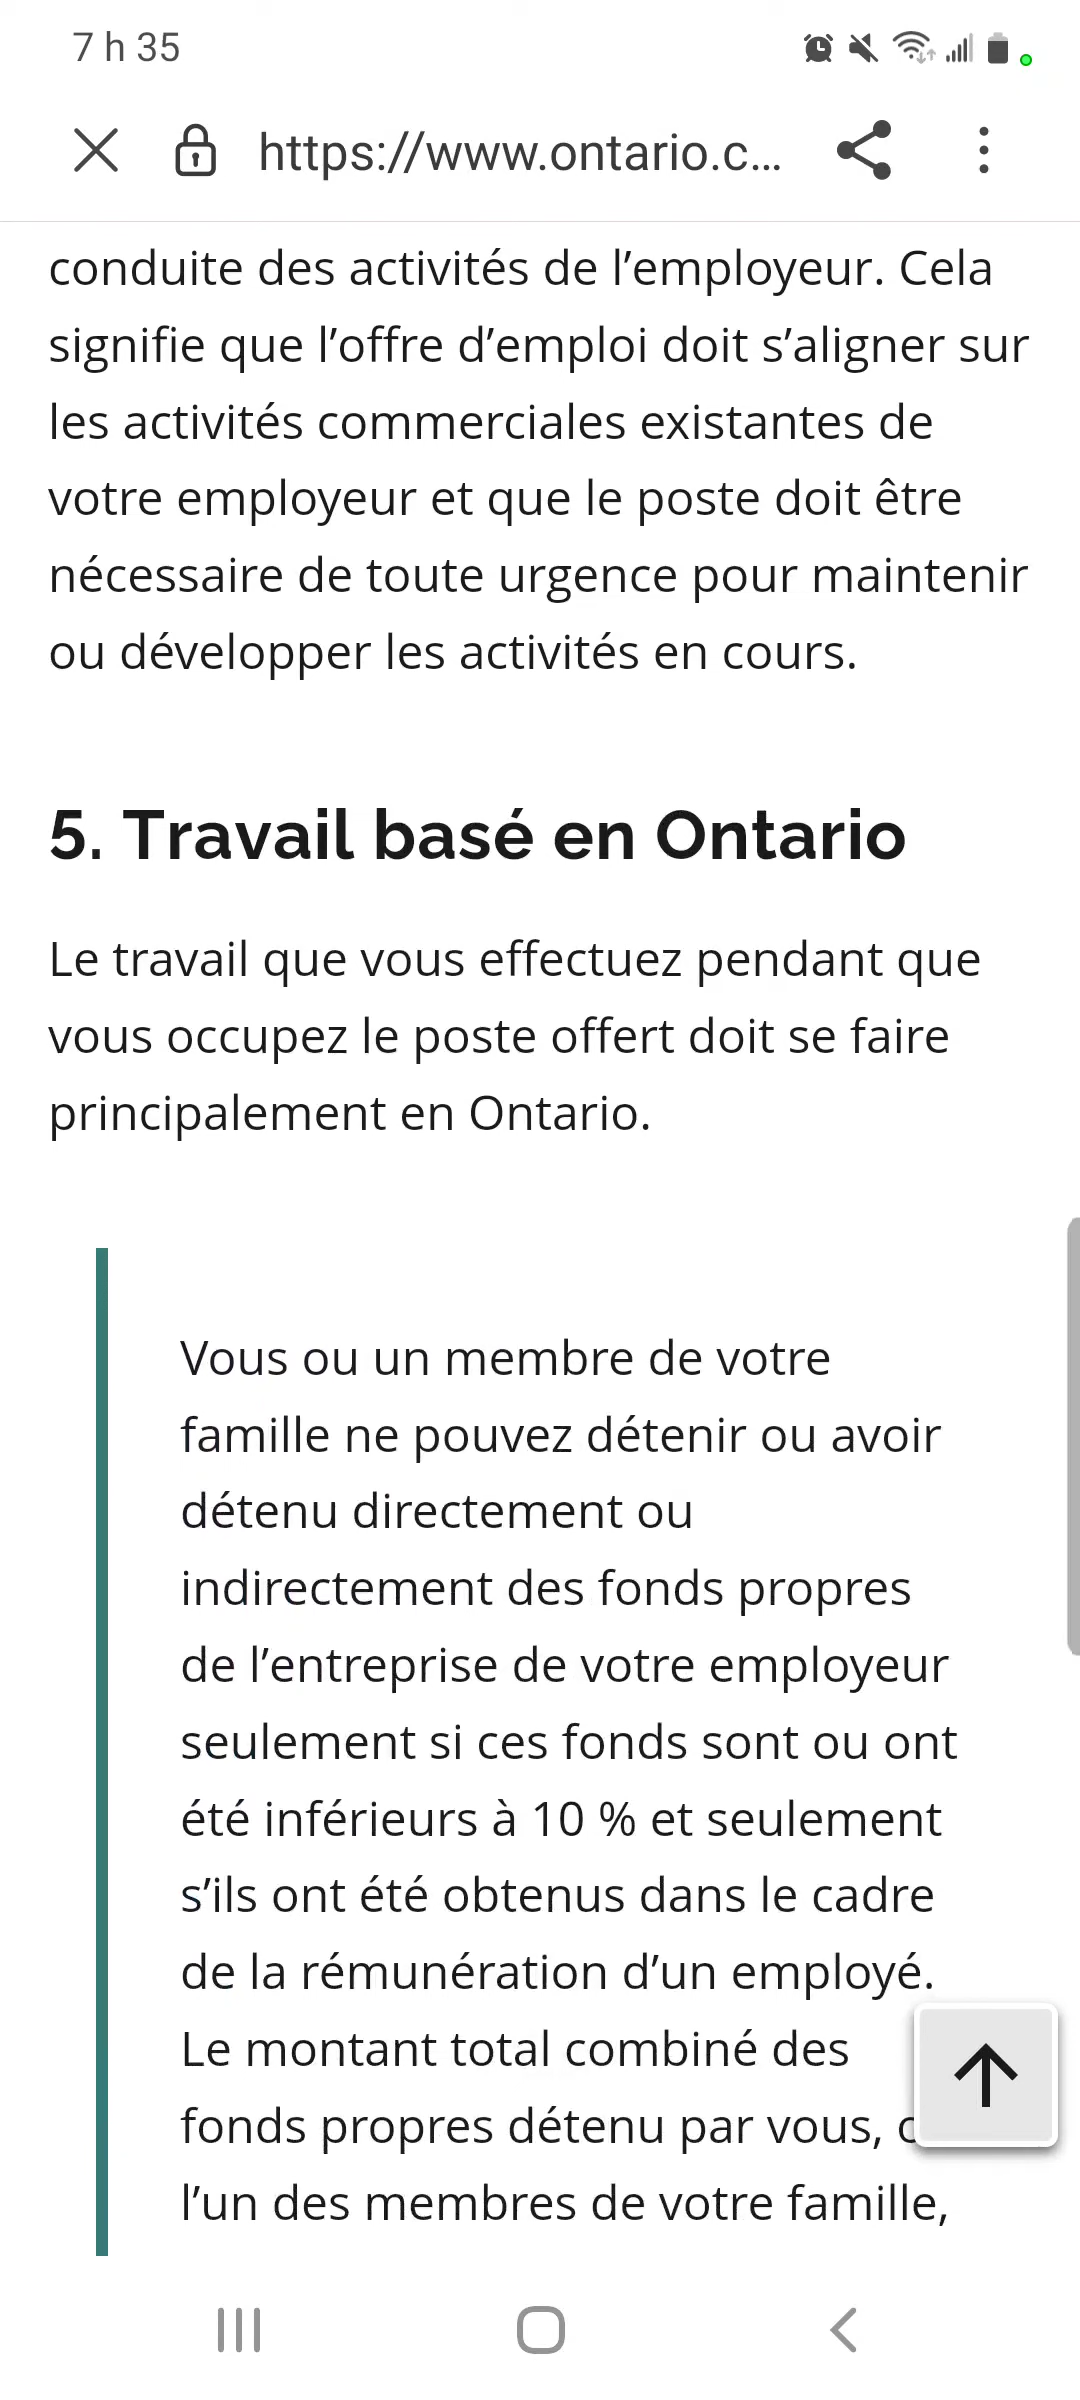 7 h 35
https://www.ontario.c...
conduite des activités de l’employeur. Cela
signifie que l’offre d’emploi doit s’aligner sur
les activités commerciales existantes de
votre employeur et que le poste doit être
nécessaire de toute urgence pour maintenir
ou développer les activités en cours.
5. Travail basé en Ontario
Le travail que vous effectuez pendant que
vous occupez le poste offert doit se faire
principalement en Ontario.
Vous ou un membre de votre
famille ne pouvez détenir ou avoir
détenu directement ou
indirectement des fonds propres
de l’entreprise de votre employeur
seulement si ces fonds sont ou ont
été inférieurs à 10 % et seulement
s’ils ont été obtenus dans le cadre
de la rémunération d’un employé.
Le montant total combiné des
fonds propres détenu par vous,
l’un des membres de votre famille,